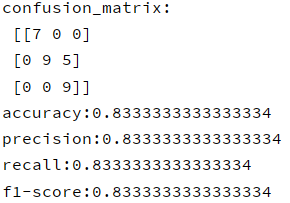 confusion_matrix:
[[7 0 0]
[0 9 5]
[0 0 9]]
accuracy:0.8333333333333334
precision:0.8333333333333334
recall:0.8333333333333334
f1-score:0.8333333333333334